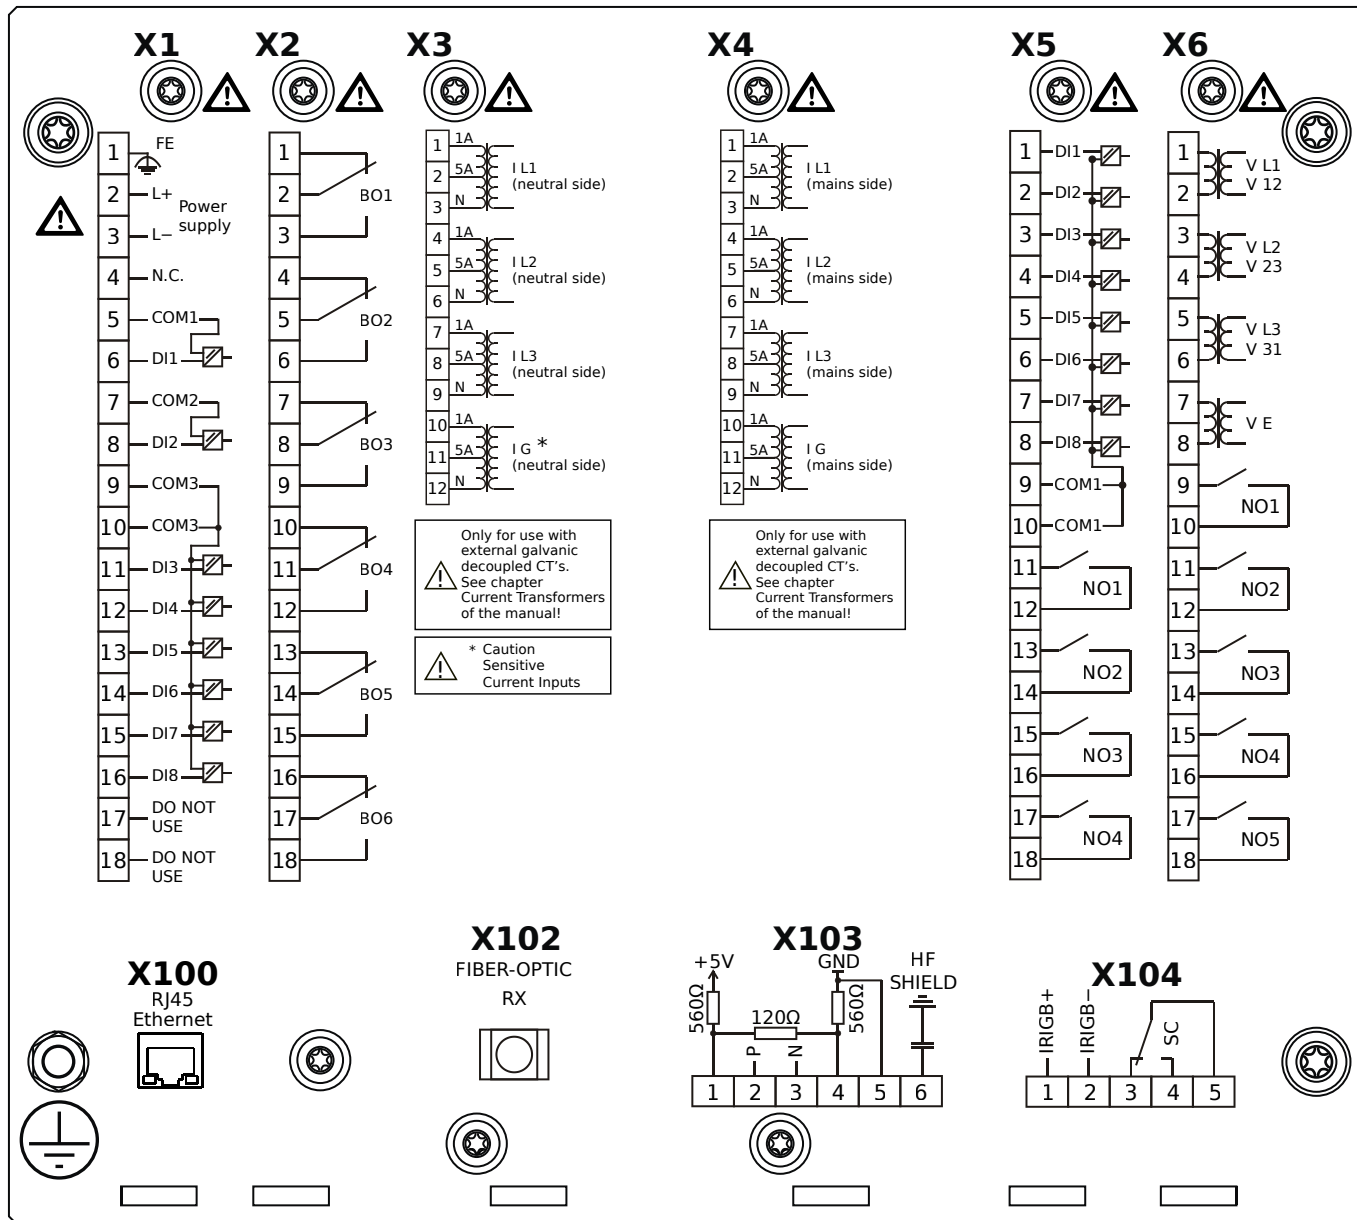 X1
1
FE
2 L+
Power
supply
3 L−
4 N.C.
5 COM1
6 DI1
7 COM2
8 DI2
9 COM3
10 COM3
11 DI3
12 DI4
13 DI5
14 DI6
15 DI7
16 DI8
17 DO NOT
USE
18 DO NOT
USE
X2
1
2 BO1
3
4
5 BO2
6
7
8 BO3
9
10
11 BO4
12
13
14 BO5
15
16
17 BO6
18
X3
1 1A
2 5A
3 N
I L1
(neutral side)
4 1A
5 5A
6 N
I L2
(neutral side)
7 1A
8 5A
9 N
I L3
(neutral side)
10 1A
11 5A
12 N
I G *
(neutral side)
Only for use with
external galvanic
decoupled CT's.
See chapter
Current Transformers
of the manual!
* Caution
Sensitive
Current Inputs
X4
1 1A
2 5A
3 N
I L1
(mains side)
4 1A
5 5A
6 N
I L2
(mains side)
7 1A
8 5A
9 N
I L3
(mains side)
10 1A
11 5A
12 N
I G
(mains side)
Only for use with
external galvanic
decoupled CT's.
See chapter
Current Transformers
of the manual!
X5
1 DI1
2 DI2
3 DI3
4 DI4
5 DI5
6 DI6
7 DI7
8 DI8
9 COM1
10 COM1
11
NO1
12
13
NO2
14
15
NO3
16
17
NO4
18
X6
1
V L1
V 12
2
3
V L2
V 23
4
5
V L3
V 31
6
7
V E
8
9
NO1
10
11
NO2
12
13
NO3
14
15
NO4
16
17
NO5
18
X100
RJ45
Ethernet
X102
FIBER-OPTIC
RX
X103
+5V
GND
HF
SHIELD
560Ω
120Ω
560Ω
P
N
1 2 3 4 5 6
X104
IRIGB+
IRIGB−
SC
1 2 3 4 5